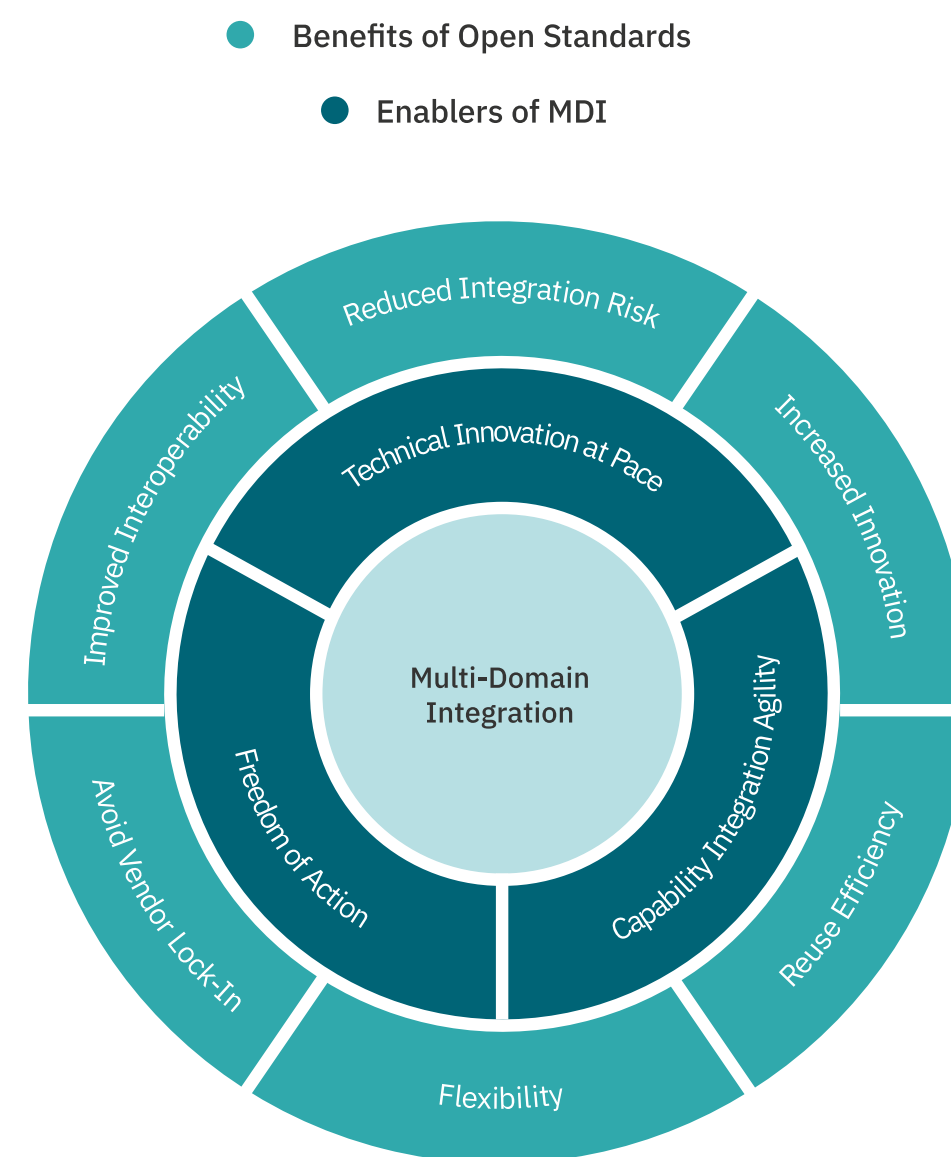 Benefits of Open Standards
Enablers of MDI
Reduced Integration Risk
Increased Innovation
Reuse Efficiency
Flexibility
Avoid Vendor Lock-In
Improved Interoperability
Technical Innovation at Pace
Capability Integration Agility
Freedom of Action
Multi-Domain
Integration